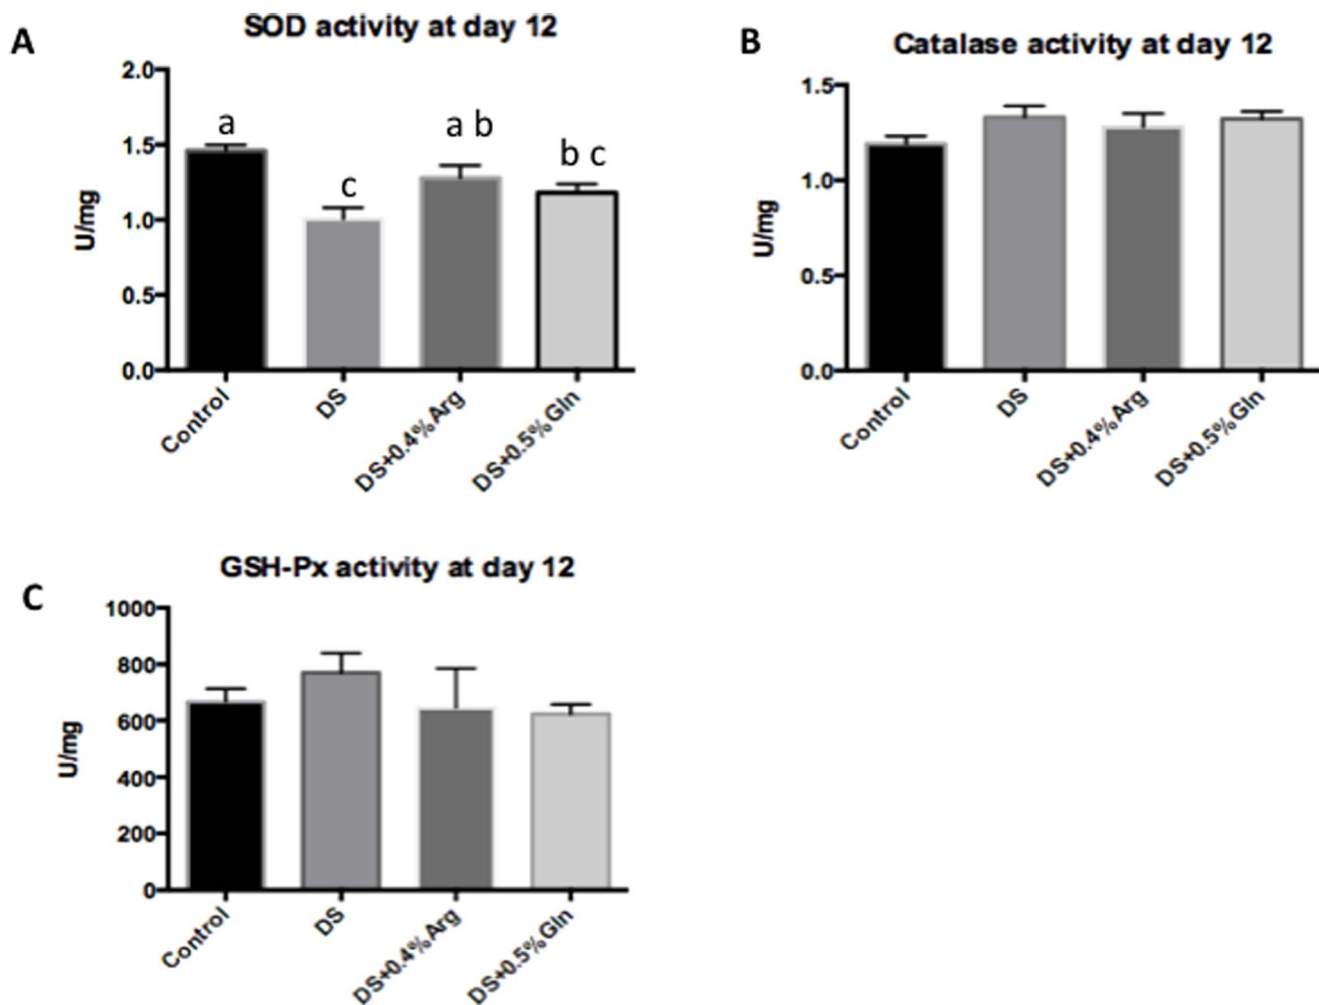 A
SOD activity at day 12
2.0
1.5
1.0
0.5
0.0
U/mg
a
c
a b
b c
Control
DS
DS+0.4%Arg
DS+0.5%Gln
B
Catalase activity at day 12
1.5
1.0
0.5
0.0
U/mg
Control
DS
DS+0.4%Arg
DS+0.5%Gln
C
GSH-Px activity at day 12
1000
800
600
400
200
0
U/mg
Control
DS
DS+0.4%Arg
DS+0.5%Gln